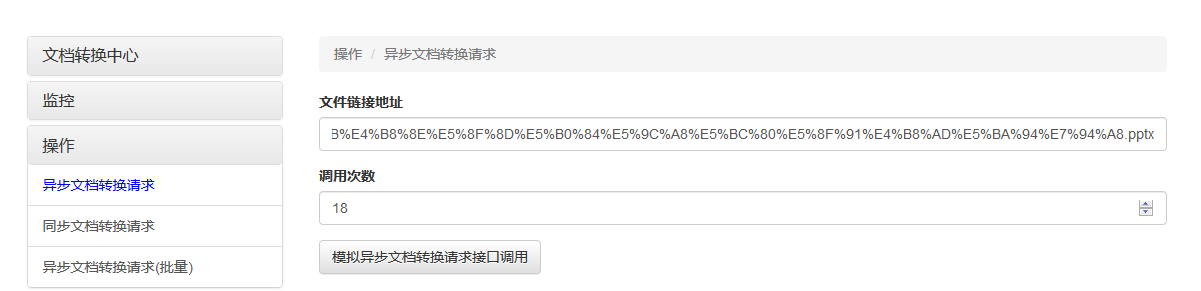 文档转换中心
监控
操作
异步文档转换请求
同步文档转换请求
异步文档转换请求(批量)
操作 / 异步文档转换请求
文件链接地址
B%E4%B8%8E%E5%8F%8D%E5%B0%84%E5%9C%A8%E5%BC%80%E5%8F%91%E4%B8%AD%E5%BA%94%E7%94%A8.pptx
调用次数
18
模拟异步文档转换请求接口调用